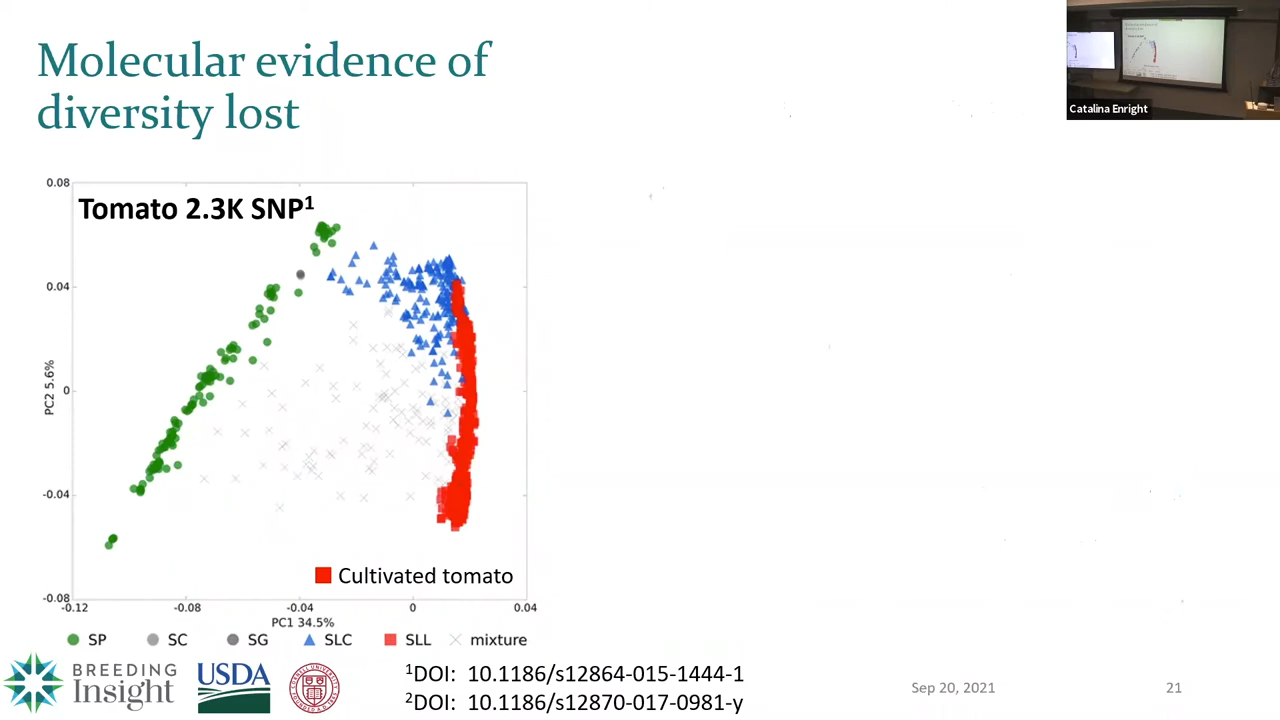 Molecular evidence of
diversity lost
Catalina Enright
Tomato 2.3K SNP1
0.08
0.04
0
-0.04
-0.08
PC2 5.6%
-0.12
-0.08
-0.04
0
0.04
PC1 34.5%
Cultivated tomato
SP SC SG SLC SLL mixture
BREEDING
Insight
USDA
1DOI: 10.1186/s12864-015-1444-1
2DOI: 10.1186/s12870-017-0981-y
Sep 20, 2021
21